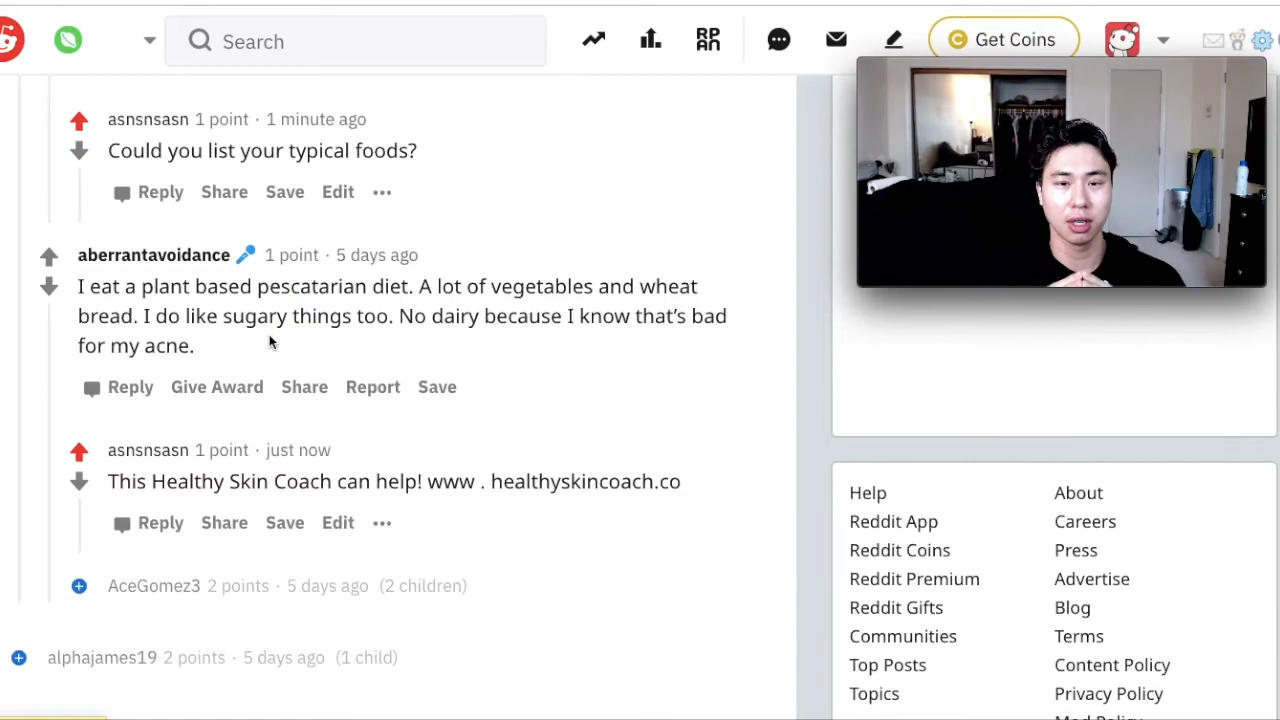 Search
RPAN
Get Coins
asnsnsasn 1 point · 1 minute ago
Could you list your typical foods?
Reply Share Save Edit •••
aberrantavoidance 1 point · 5 days ago
I eat a plant based pescatarian diet. A lot of vegetables and wheat
bread. I do like sugary things too. No dairy because I know that’s bad
for my acne.
Reply Give Award Share Report Save
asnsnsasn 1 point · just now
This Healthy Skin Coach can help! www . healthyskincoach.co
Reply Share Save Edit •••
AceGomez3 2 points · 5 days ago (2 children)
alphajames19 2 points · 5 days ago (1 child)
Help About
Reddit App Careers
Reddit Coins Press
Reddit Premium Advertise
Reddit Gifts Blog
Communities Terms
Top Posts Content Policy
Topics Privacy Policy
Mod Policy